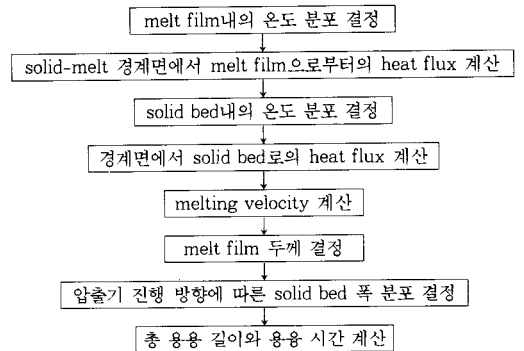 melt film내의 온도 분포 결정
solid-melt 경계면에서 melt film으로부터의 heat flux 계산
solid bed내의 온도 분포 결정
경계면에서 solid bed로의 heat flux 계산
melting velocity 계산
melt film 두께 결정
압출기 진행 방향에 따른 solid bed 폭 분포 결정
총 용융 길이와 용융 시간 계산